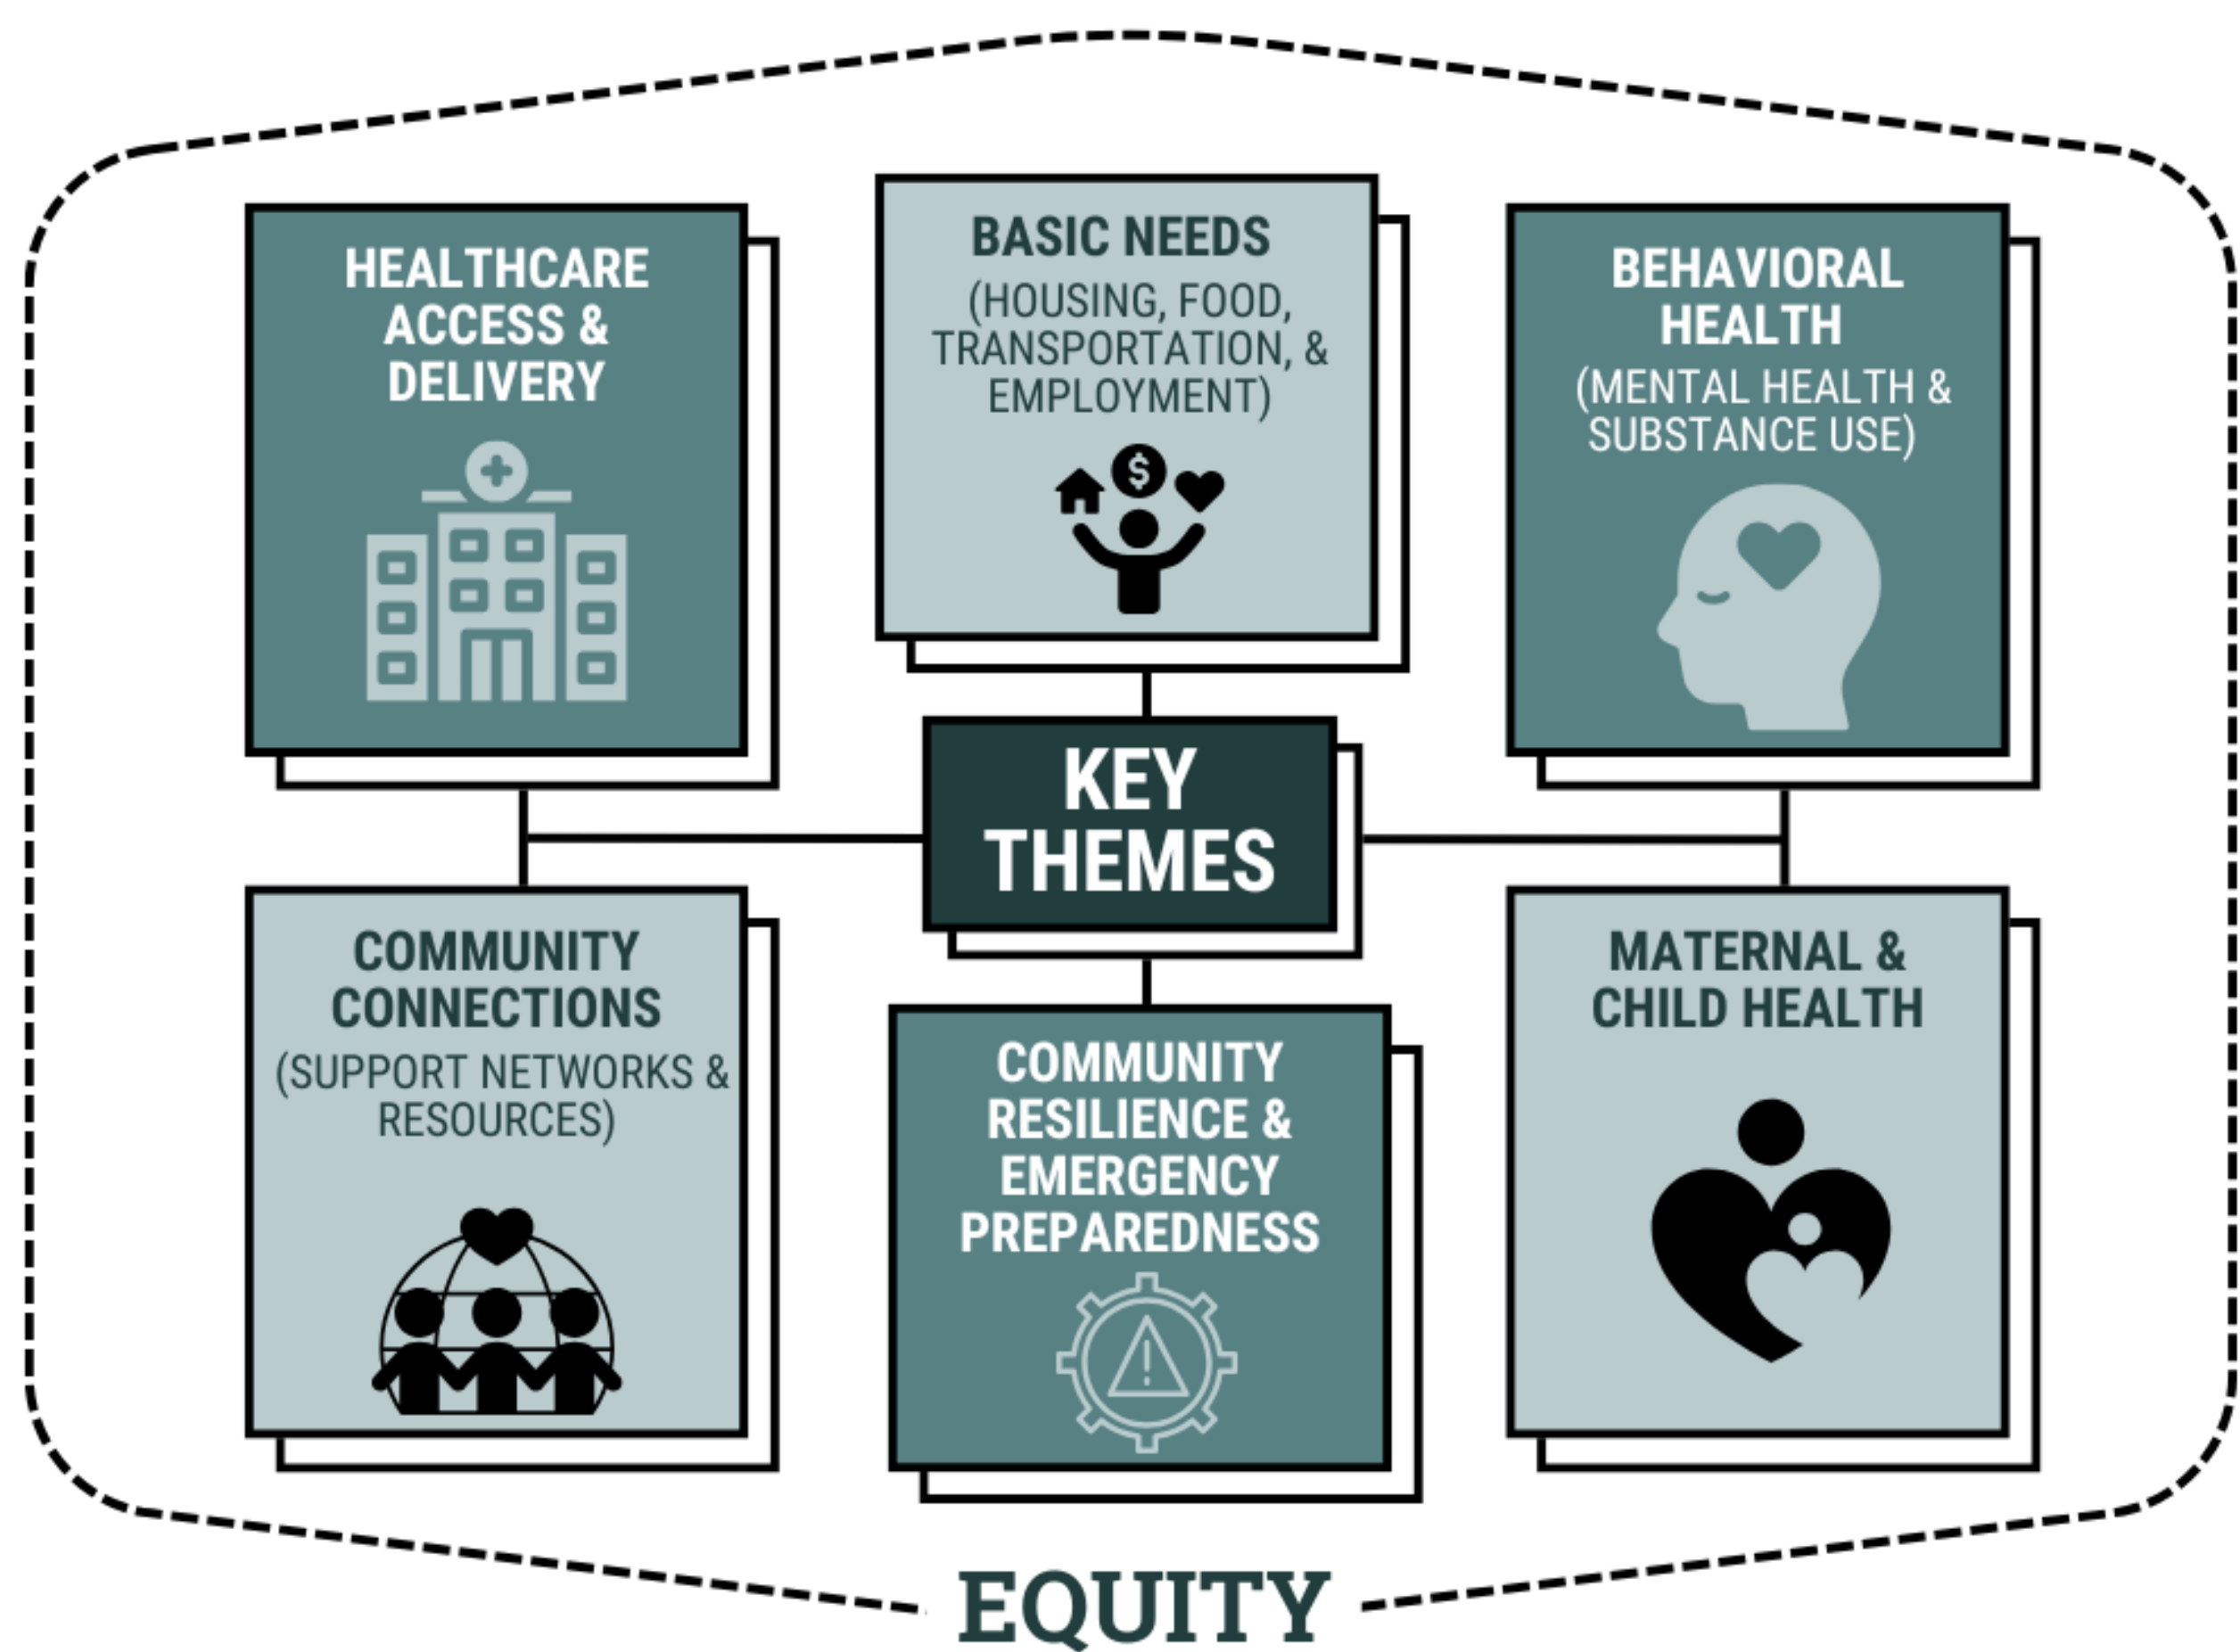 HEALTHCARE
ACCESS &
DELIVERY
BASIC NEEDS
(HOUSING, FOOD,
TRANSPORTATION, &
EMPLOYMENT)
$
BEHAVIORAL
HEALTH
(MENTAL HEALTH &
SUBSTANCE USE)
KEY
THEMES
COMMUNITY
CONNECTIONS
(SUPPORT NETWORKS &
RESOURCES)
COMMUNITY
RESILIENCE &
EMERGENCY
PREPAREDNESS
!
MATERNAL &
CHILD HEALTH
EQUITY